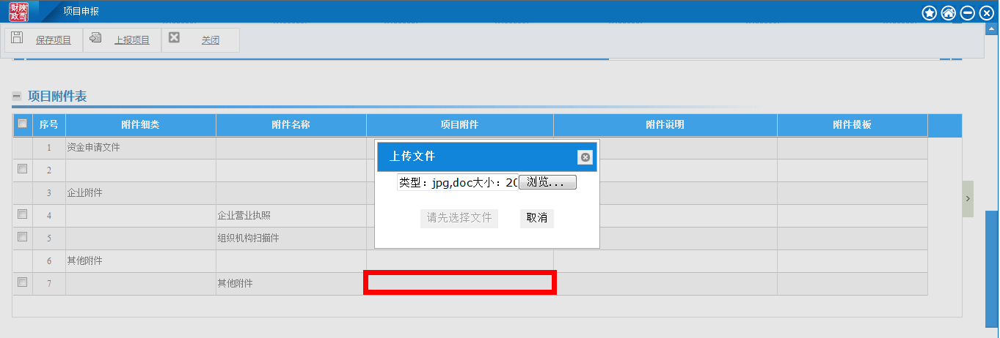 陕西财政
项目申报
保存项目 上报项目 关闭
项目附件表
序号 附件细类 附件名称 项目附件 附件说明 附件模板
1 资金申请文件
2
3 企业附件
4 企业营业执照
5 组织机构扫描件
6 其他附件
7 其他附件
上传文件
类型：jpg,doc大小：20
浏览...
请先选择文件 取消